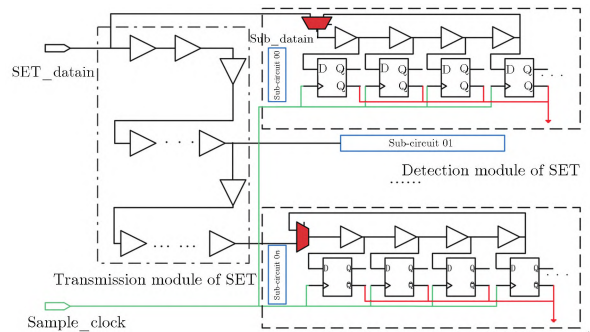 Sub_datain
SET_datain
D Q D Q D Q D Q
. . .
Sub-circuit 00
. . .
Sub-circuit 01
Detection module of SET
......
... ...
Transmission module of SET
Sub-circuit 0n
D Q D Q D Q D Q
. . .
Sample_clock